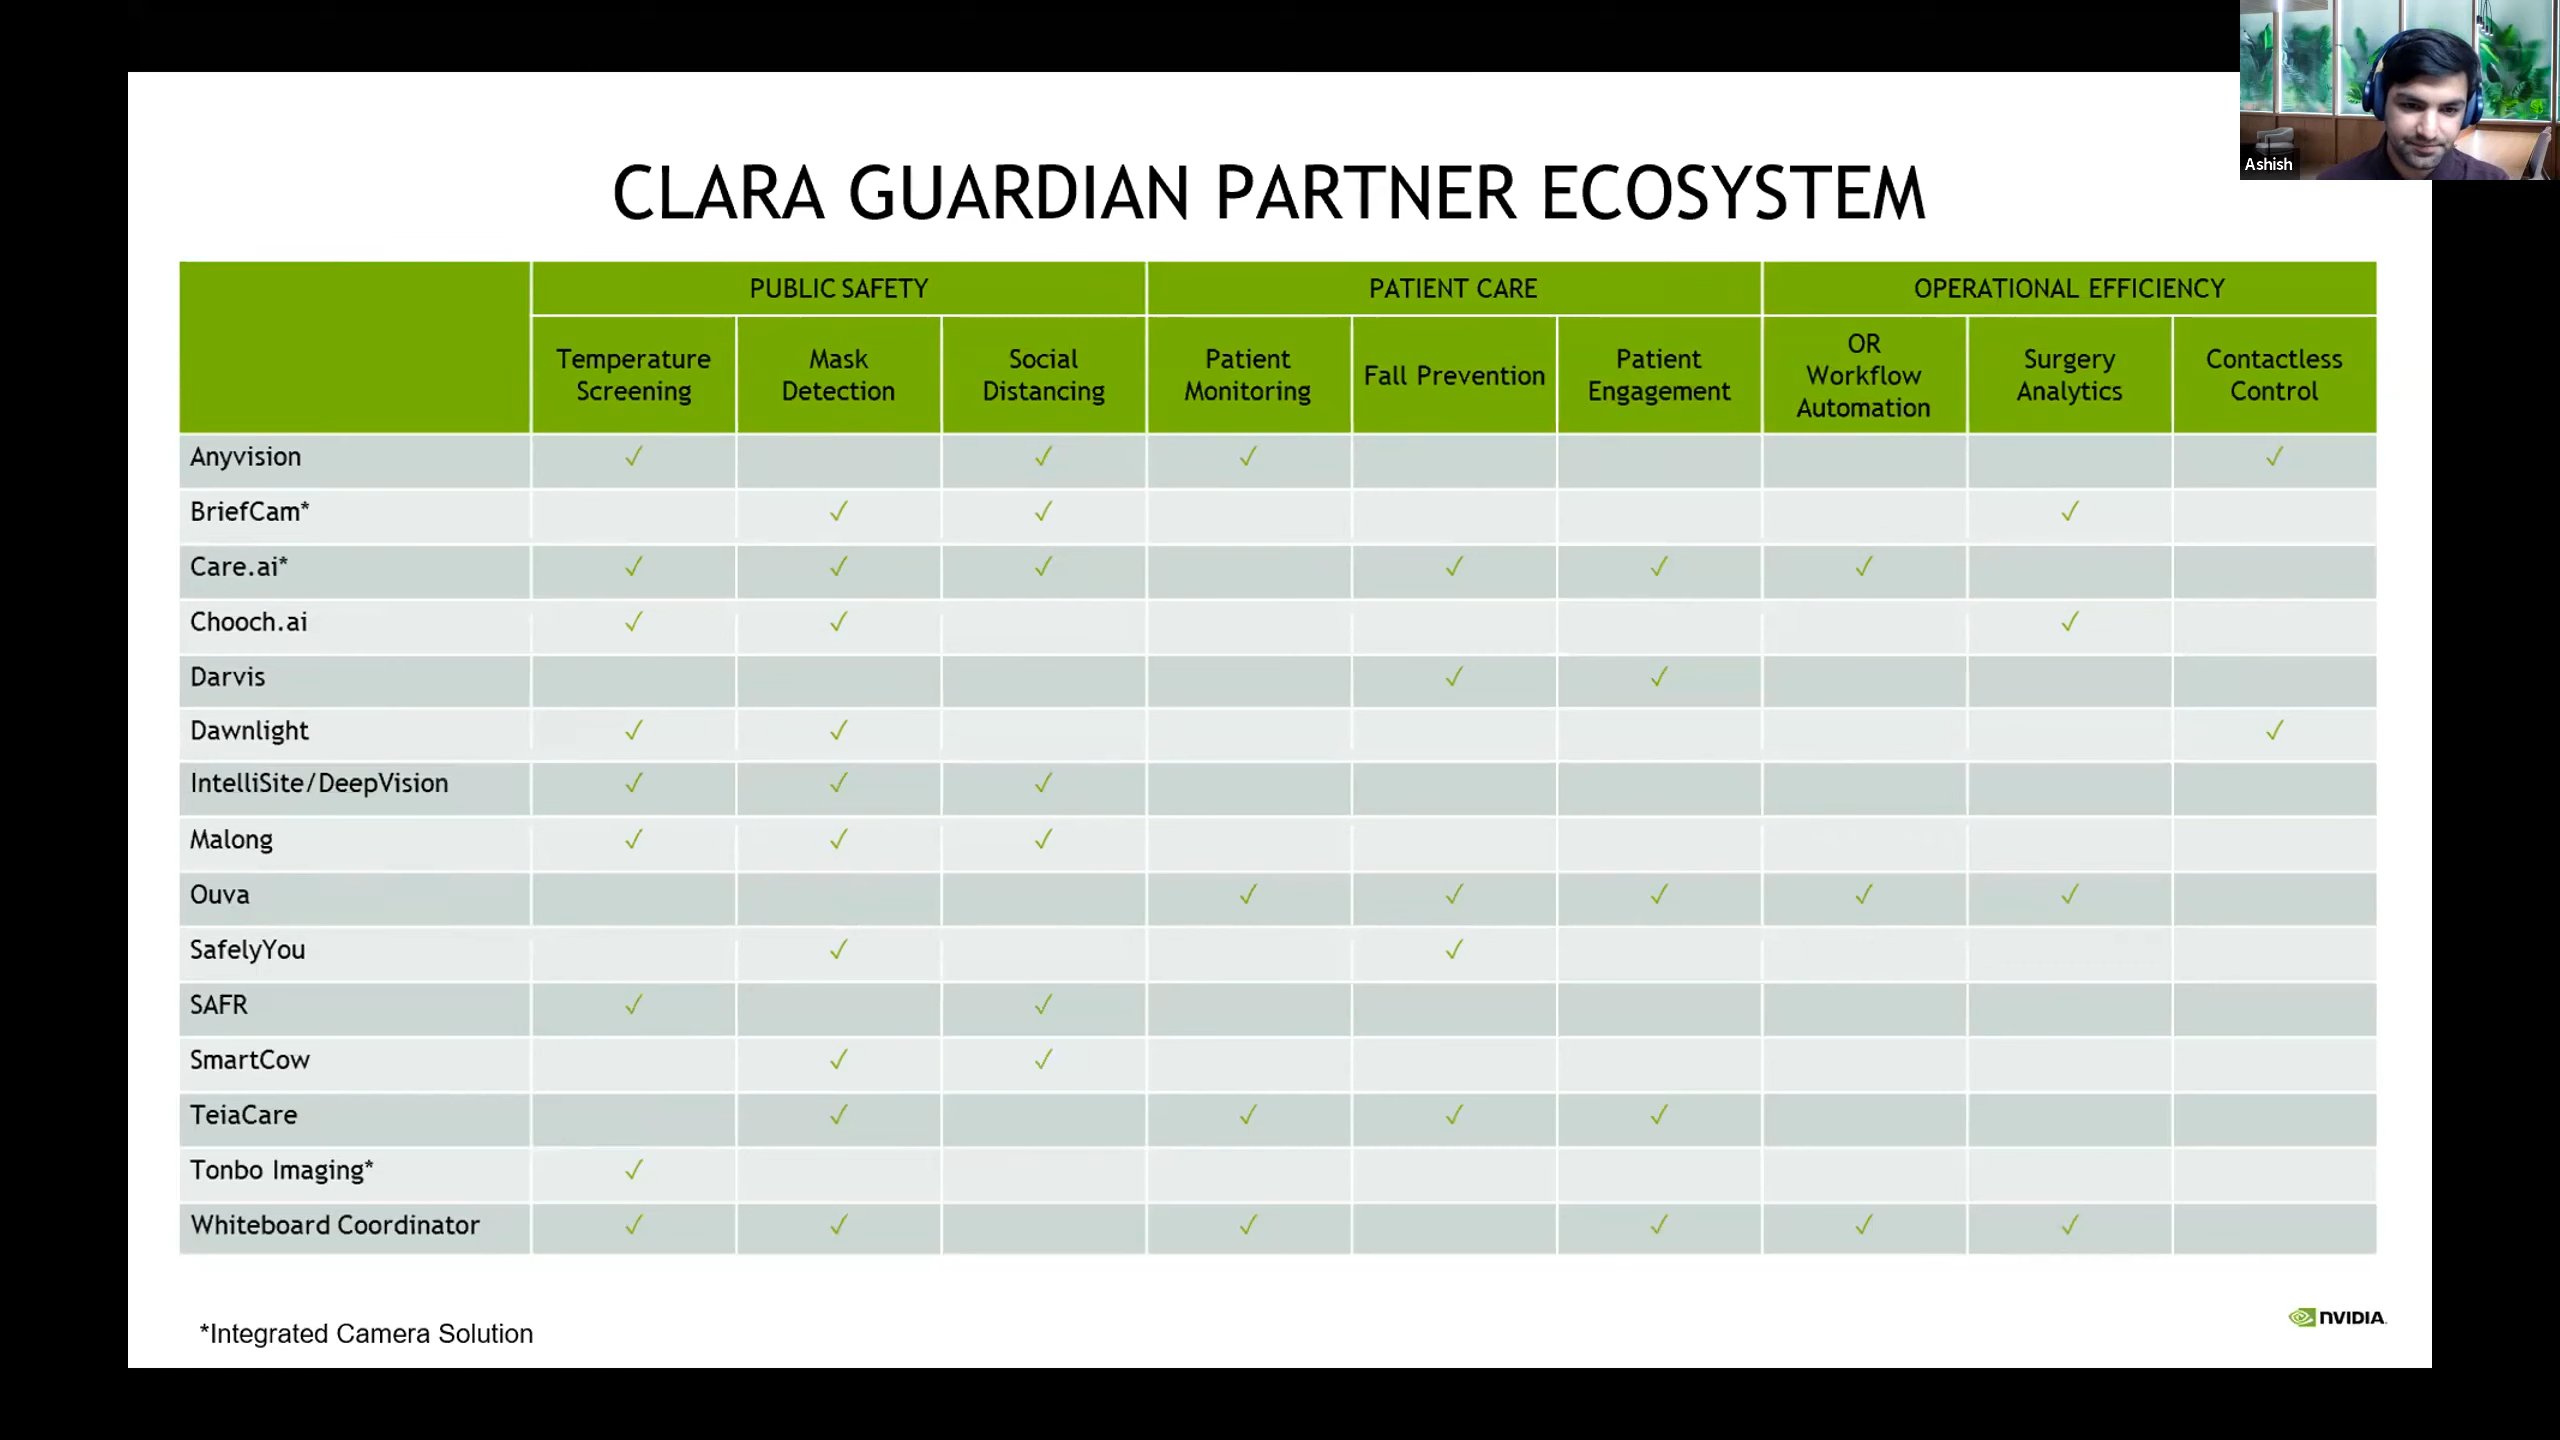 Ashish
CLARA GUARDIAN PARTNER ECOSYSTEM
PUBLIC SAFETY PATIENT CARE OPERATIONAL EFFICIENCY
Temperature Screening Mask Detection Social Distancing Patient Monitoring Fall Prevention Patient Engagement OR Workflow Automation Surgery Analytics Contactless Control
Anyvision ✓ ✓ ✓ ✓
BriefCam* ✓ ✓ ✓
Care.ai* ✓ ✓ ✓ ✓ ✓ ✓
Chooch.ai ✓ ✓ ✓
Darvis ✓ ✓
Dawnlight ✓ ✓ ✓
IntelliSite/DeepVision ✓ ✓ ✓
Malong ✓ ✓ ✓
Ouva ✓ ✓ ✓ ✓ ✓
SafelyYou ✓ ✓
SAFR ✓ ✓
SmartCow ✓ ✓
TeiaCare ✓ ✓ ✓ ✓
Tonbo Imaging* ✓
Whiteboard Coordinator ✓ ✓ ✓ ✓ ✓ ✓
*Integrated Camera Solution
NVIDIA.